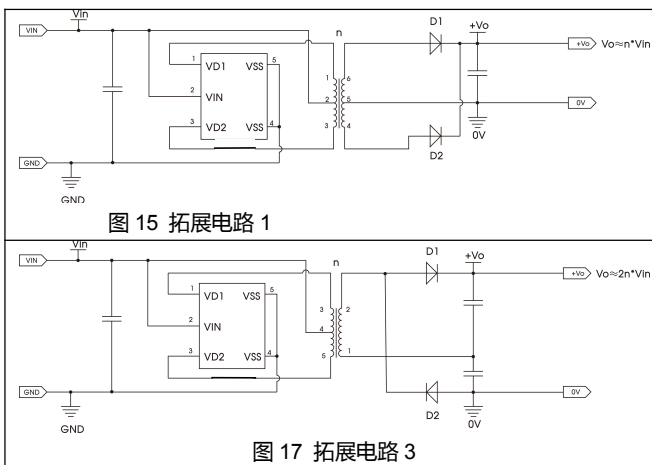 Vin
VIN
n
D1
+Vo
+Vo
Vo≈n*Vin
1
VD1
VSS
5
2
VIN
3
VD2
VSS
4
1
2
3
6
5
4
0V
0V
D2
GND
GND
图 15 拓展电路 1
Vin
VIN
n
D1
+Vo
+Vo
Vo≈2n*Vin
1
VD1
VSS
5
2
VIN
3
VD2
VSS
4
3
4
5
2
1
GND
GND
D2
0V
0V
图 17 拓展电路 3